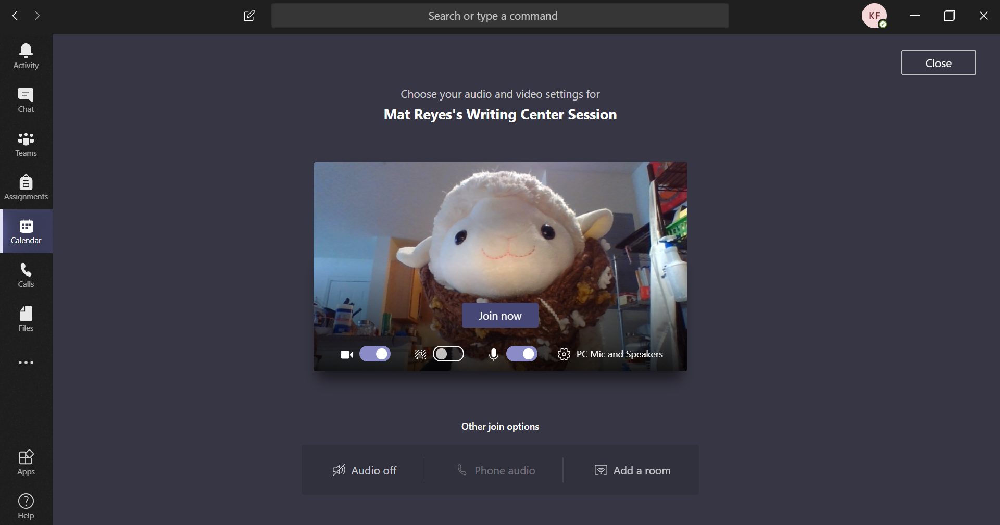 Search or type a command
KF
Activity
Chat
Teams
Assignments
Calendar
Calls
Files
Apps
Help
Close
Choose your audio and video settings for
Mat Reyes's Writing Center Session
Join now
PC Mic and Speakers
Other join options
Audio off
Phone audio
Add a room